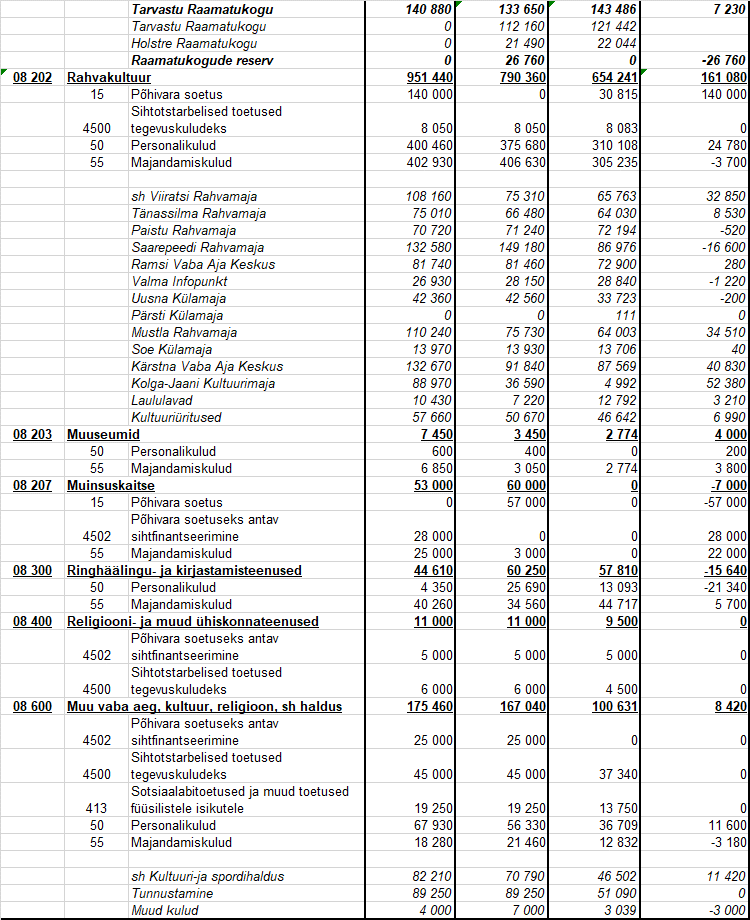 Tarvastu Raamatukogu 140 880 133 650 143 486 7 230
Tarvastu Raamatukogu 0 112 160 121 442
Holstre Raamatukogu 0 21 490 22 044
Raamatukogude reserv 0 26 760 0 -26 760
08 202 Rahvakultuur 951 440 790 360 654 241 161 080
15 Põhivara soetus 140 000 0 30 815 140 000
Sihtotstarbelised toetused
4500 tegevuskuludeks 8 050 8 050 8 083 0
50 Personalikulud 400 460 375 680 310 108 24 780
55 Majandamiskulud 402 930 406 630 305 235 -3 700
sh Viiratsi Rahvamaja 108 160 75 310 65 763 32 850
Tänassilma Rahvamaja 75 010 66 480 64 030 8 530
Paistu Rahvamaja 70 720 71 240 72 194 -520
Saarepeedi Rahvamaja 132 580 149 180 86 976 -16 600
Ramsi Vaba Aja Keskus 81 740 81 460 72 900 280
Valma Infopunkt 26 930 28 150 28 840 -1 220
Uusna Külamaja 42 360 42 560 33 723 -200
Pärsti Külamaja 0 0 111 0
Mustla Rahvamaja 110 240 75 730 64 003 34 510
Soe Külamaja 13 970 13 930 13 706 40
Kärstna Vaba Aja Keskus 132 670 91 840 87 569 40 830
Kolga-Jaani Kultuurimaja 88 970 36 590 4 992 52 380
Laululavad 10 430 7 220 12 792 3 210
Kultuuriüritused 57 660 50 670 46 642 6 990
08 203 Muuseumid 7 450 3 450 2 774 4 000
50 Personalikulud 600 400 0 200
55 Majandamiskulud 6 850 3 050 2 774 3 800
08 207 Muinsuskaitse 53 000 60 000 0 -7 000
15 Põhivara soetus 0 57 000 0 -57 000
Põhivara soetuseks antav
4502 sihtfinantseerimine 28 000 0 0 28 000
55 Majandamiskulud 25 000 3 000 0 22 000
08 300 Ringhäälingu- ja kirjastamisteenused 44 610 60 250 57 810 -15 640
50 Personalikulud 4 350 25 690 13 093 -21 340
55 Majandamiskulud 40 260 34 560 44 717 5 700
08 400 Religiooni- ja muud ühiskonnateenused 11 000 11 000 9 500 0
Põhivara soetuseks antav
4502 sihtfinantseerimine 5 000 5 000 5 000 0
Sihtotstarbelised toetused
4500 tegevuskuludeks 6 000 6 000 4 500 0
08 600 Muu vaba aeg, kultuur, religioon, sh haldus 175 460 167 040 100 631 8 420
Põhivara soetuseks antav
4502 sihtfinantseerimine 25 000 25 000 0 0
Sihtotstarbelised toetused
4500 tegevuskuludeks 45 000 45 000 37 340 0
Sotsiaalabitoetused ja muud toetused
413 füüsilistele isikutele 19 250 19 250 13 750 0
50 Personalikulud 67 930 56 330 36 709 11 600
55 Majandamiskulud 18 280 21 460 12 832 -3 180
sh Kultuuri-ja spordihaldus 82 210 70 790 46 502 11 420
Tunnustamine 89 250 89 250 51 090 0
Muud kulud 4 000 7 000 3 039 -3 000